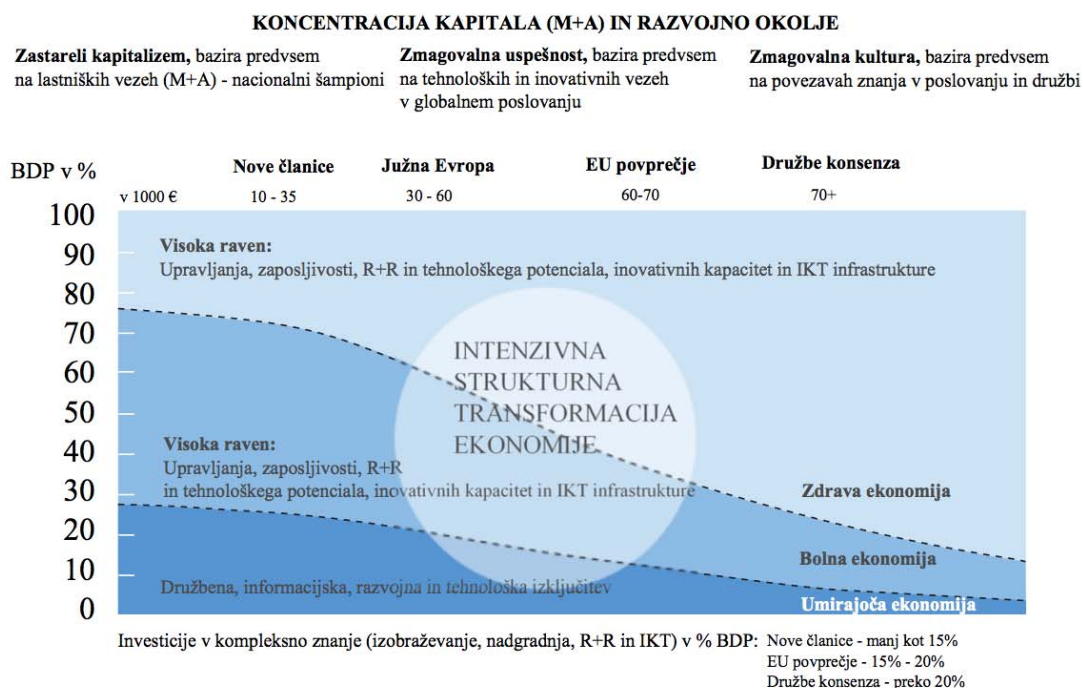 KONCENTRACIJA KAPITALA (M+A) IN RAZVOJNO OKOLJE
Zastareli kapitalizem, bazira predvsem
na lastniških vezeh (M+A) - nacionalni šampioni
Zmagovalna uspešnost, bazira predvsem
na tehnoloških in inovativnih vezeh
v globalnem poslovanju
Zmagovalna kultura, bazira predvsem
na povezavah znanja v poslovanju in družbi
BDP v %
Nove članice
Južna Evropa
EU povprečje
Družbe konsenza
v 1000 €
10 - 35
30 - 60
60-70
70+
100
90
80
70
60
50
40
30
20
10
0
Visoka raven:
Upravljanja, zaposljivosti, R+R in tehnološkega potenciala, inovativnih kapacitet in IKT infrastrukture
INTENZIVNA
STRUKTURNA
TRANSFORMACIJA
EKONOMIJE
Visoka raven:
Upravljanja, zaposljivosti, R+R
in tehnološkega potenciala, inovativnih kapacitet in IKT infrastrukture
Zdrava ekonomija
Bolna ekonomija
Družbena, informacijska, razvojna in tehnološka izključitev
Umirajoča ekonomija
Investicije v kompleksno znanje (izobraževanje, nadgradnja, R+R in IKT) v % BDP:
Nove članice - manj kot 15%
EU povprečje - 15% - 20%
Družbe konsenza - preko 20%